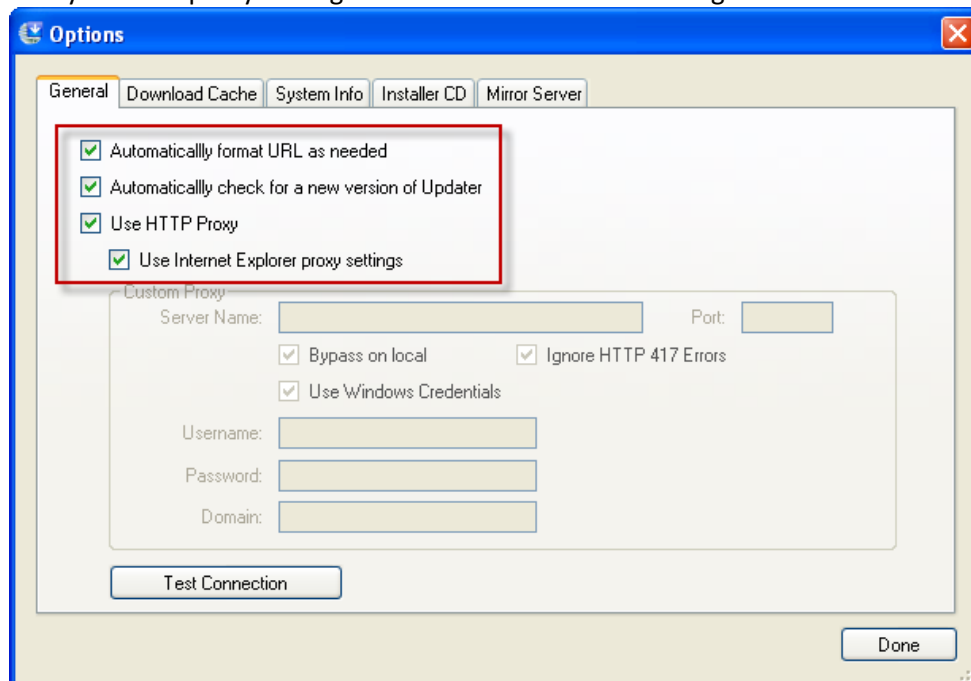 Options
General Download Cache System Info Installer CD Mirror Server
Automaticallly format URL as needed
Automaticallly check for a new version of Updater
Use HTTP Proxy
Use Internet Explorer proxy settings
Custom Proxy
Server Name: Port:
Bypass on local Ignore HTTP 417 Errors
Use Windows Credentials
Username:
Password:
Domain:
Test Connection
Done